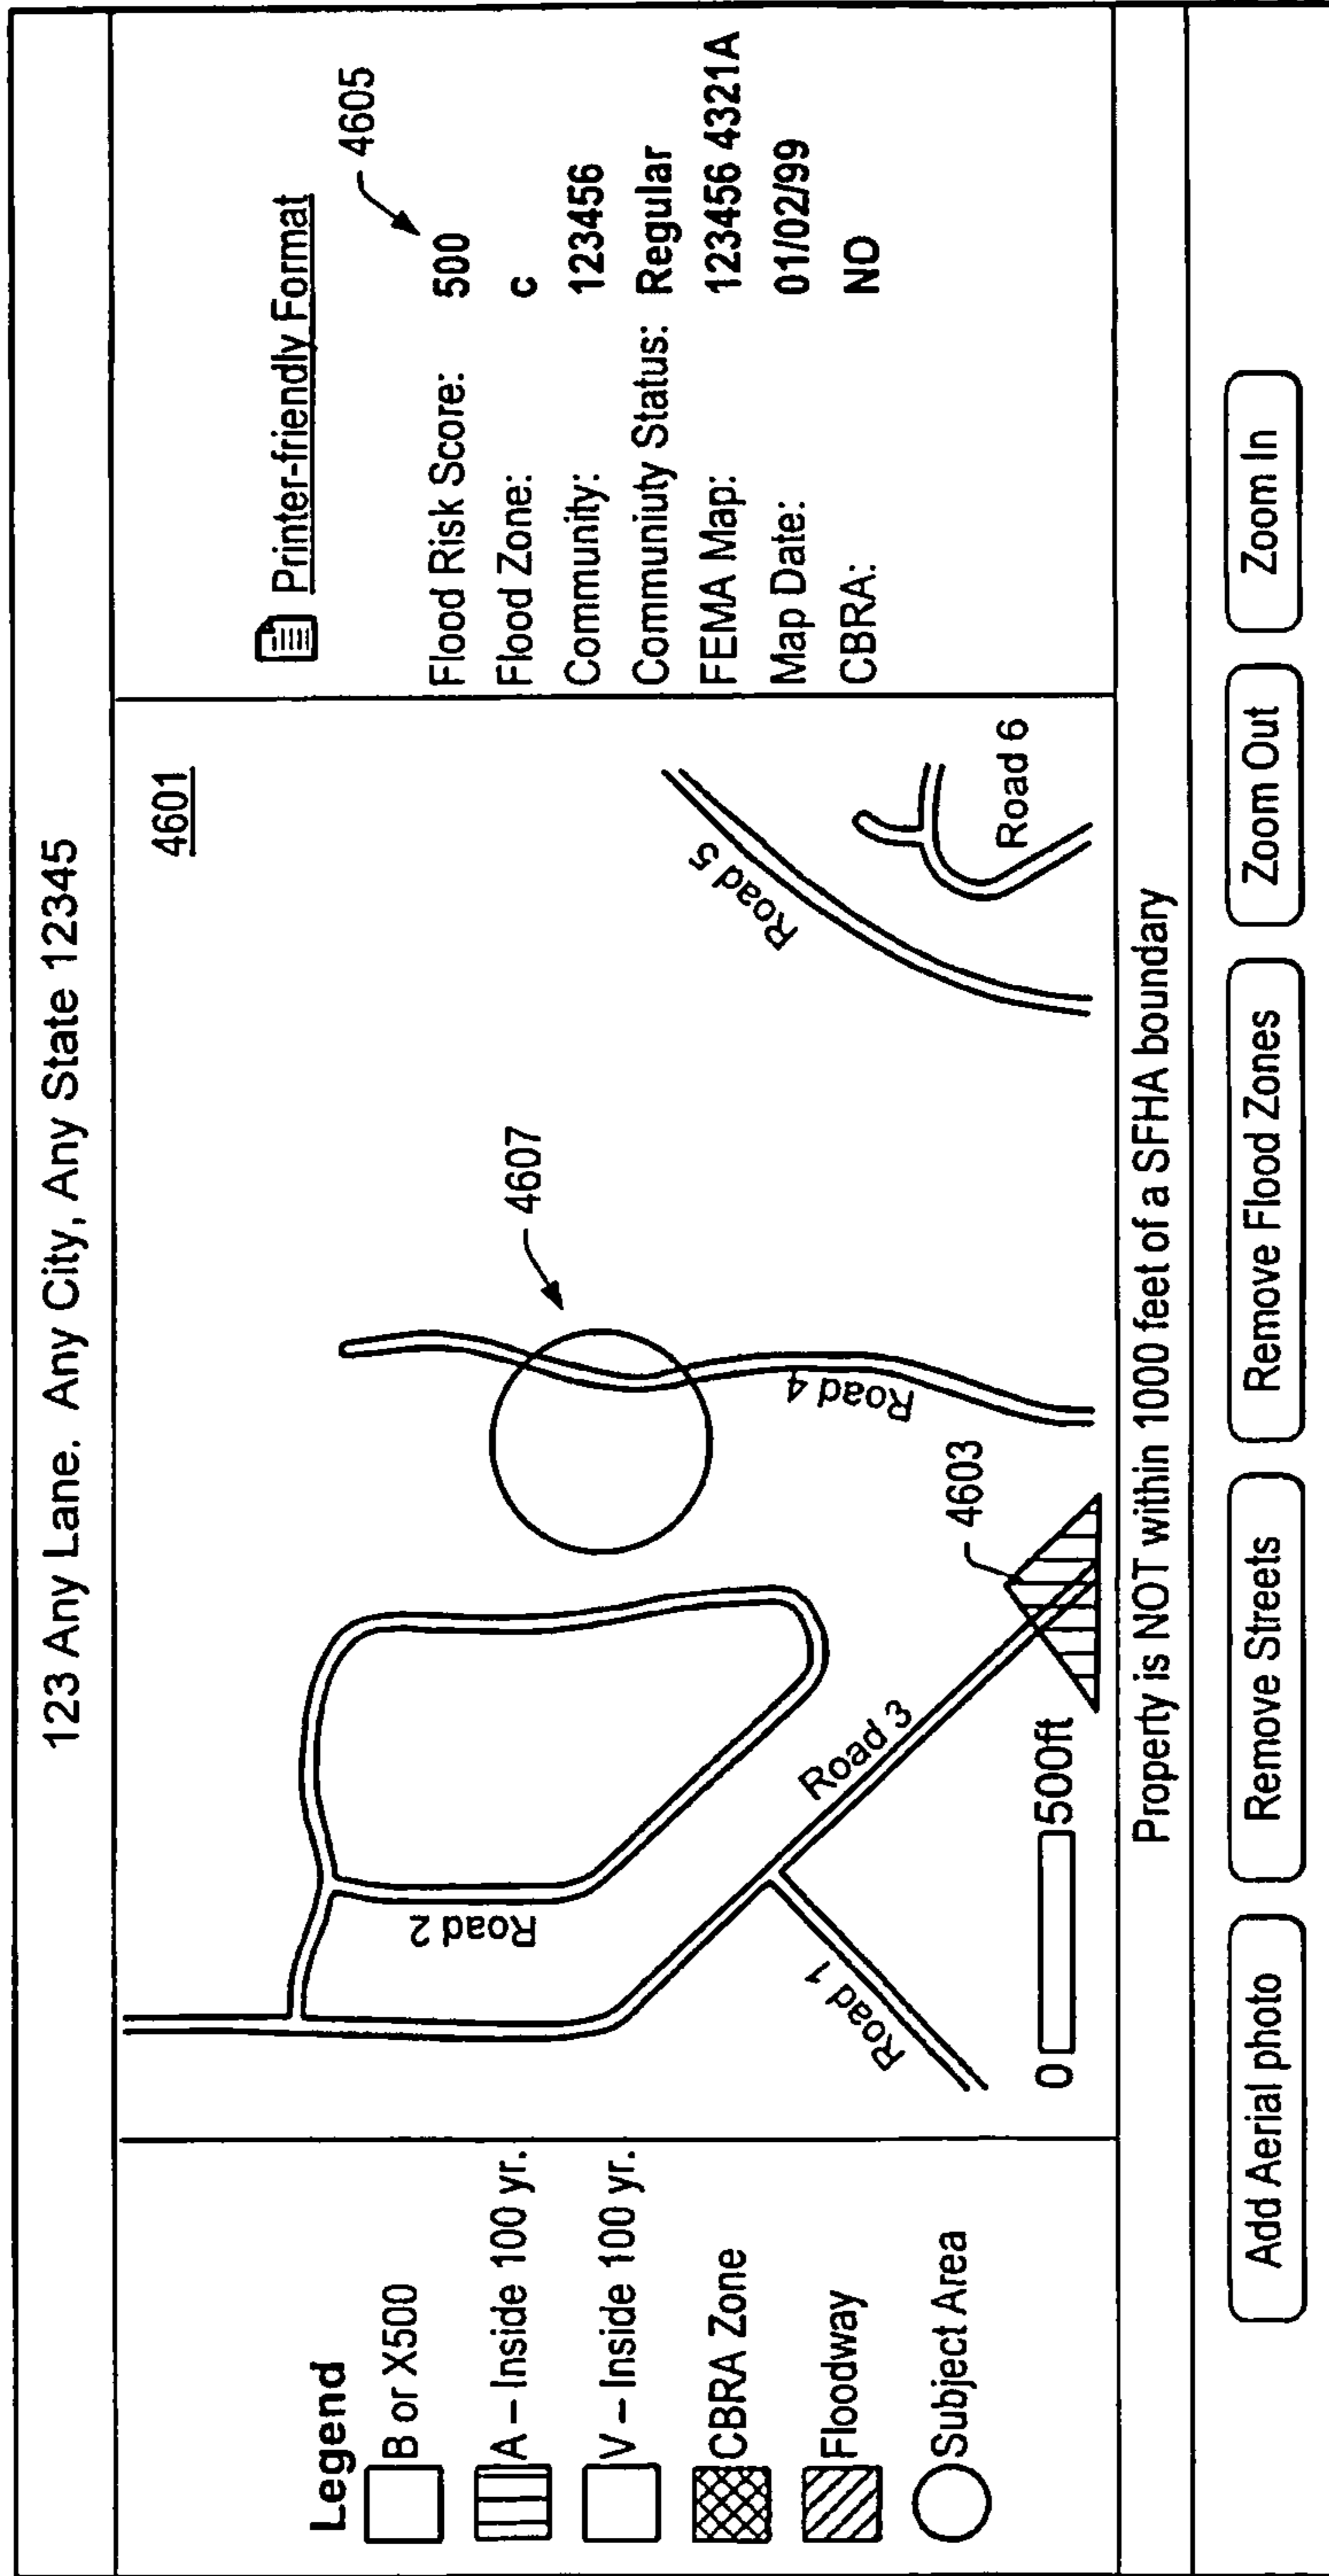 123 Any Lane. Any City, Any State 12345
Legend
B or X500
A – Inside 100 yr.
V – Inside 100 yr.
CBRA Zone
Floodway
Subject Area
4601
Road 2
Road 1
Road 3
Road 4
Road 5
Road 6
4607
4603
0 500ft
Printer-friendly Format
4605
Flood Risk Score: 500
Flood Zone: c
Community: 123456
Communiuty Status: Regular
FEMA Map: 123456 4321A
Map Date: 01/02/99
CBRA: NO
Property is NOT within 1000 feet of a SFHA boundary
Add Aerial photo
Remove Streets
Remove Flood Zones
Zoom Out
Zoom In